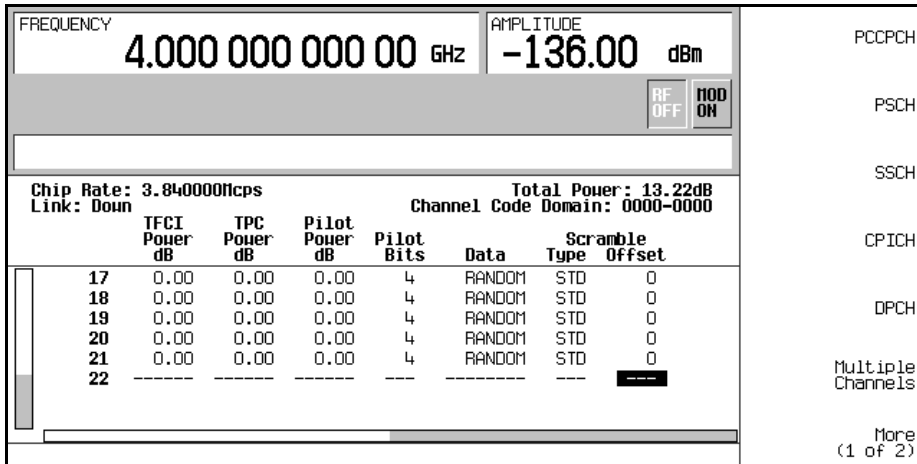 FREQUENCY
4.000 000 000 00 GHz
AMPLITUDE
-136.00 dBm
RF OFF
MOD ON
Chip Rate: 3.840000Mcps
Total Power: 13.22dB
Link: Down
Channel Code Domain: 0000-0000
TFCI Power dB TPC Power dB Pilot Power dB Pilot Bits Data Scramble Type Offset
17 0.00 0.00 0.00 4 RANDOM STD 0
18 0.00 0.00 0.00 4 RANDOM STD 0
19 0.00 0.00 0.00 4 RANDOM STD 0
20 0.00 0.00 0.00 4 RANDOM STD 0
21 0.00 0.00 0.00 4 RANDOM STD 0
22 ------ ------ ------ --- -------- --- ---
PCCPCH
PSCH
SSCH
CPICH
DPCH
Multiple
Channels
More
(1 of 2)